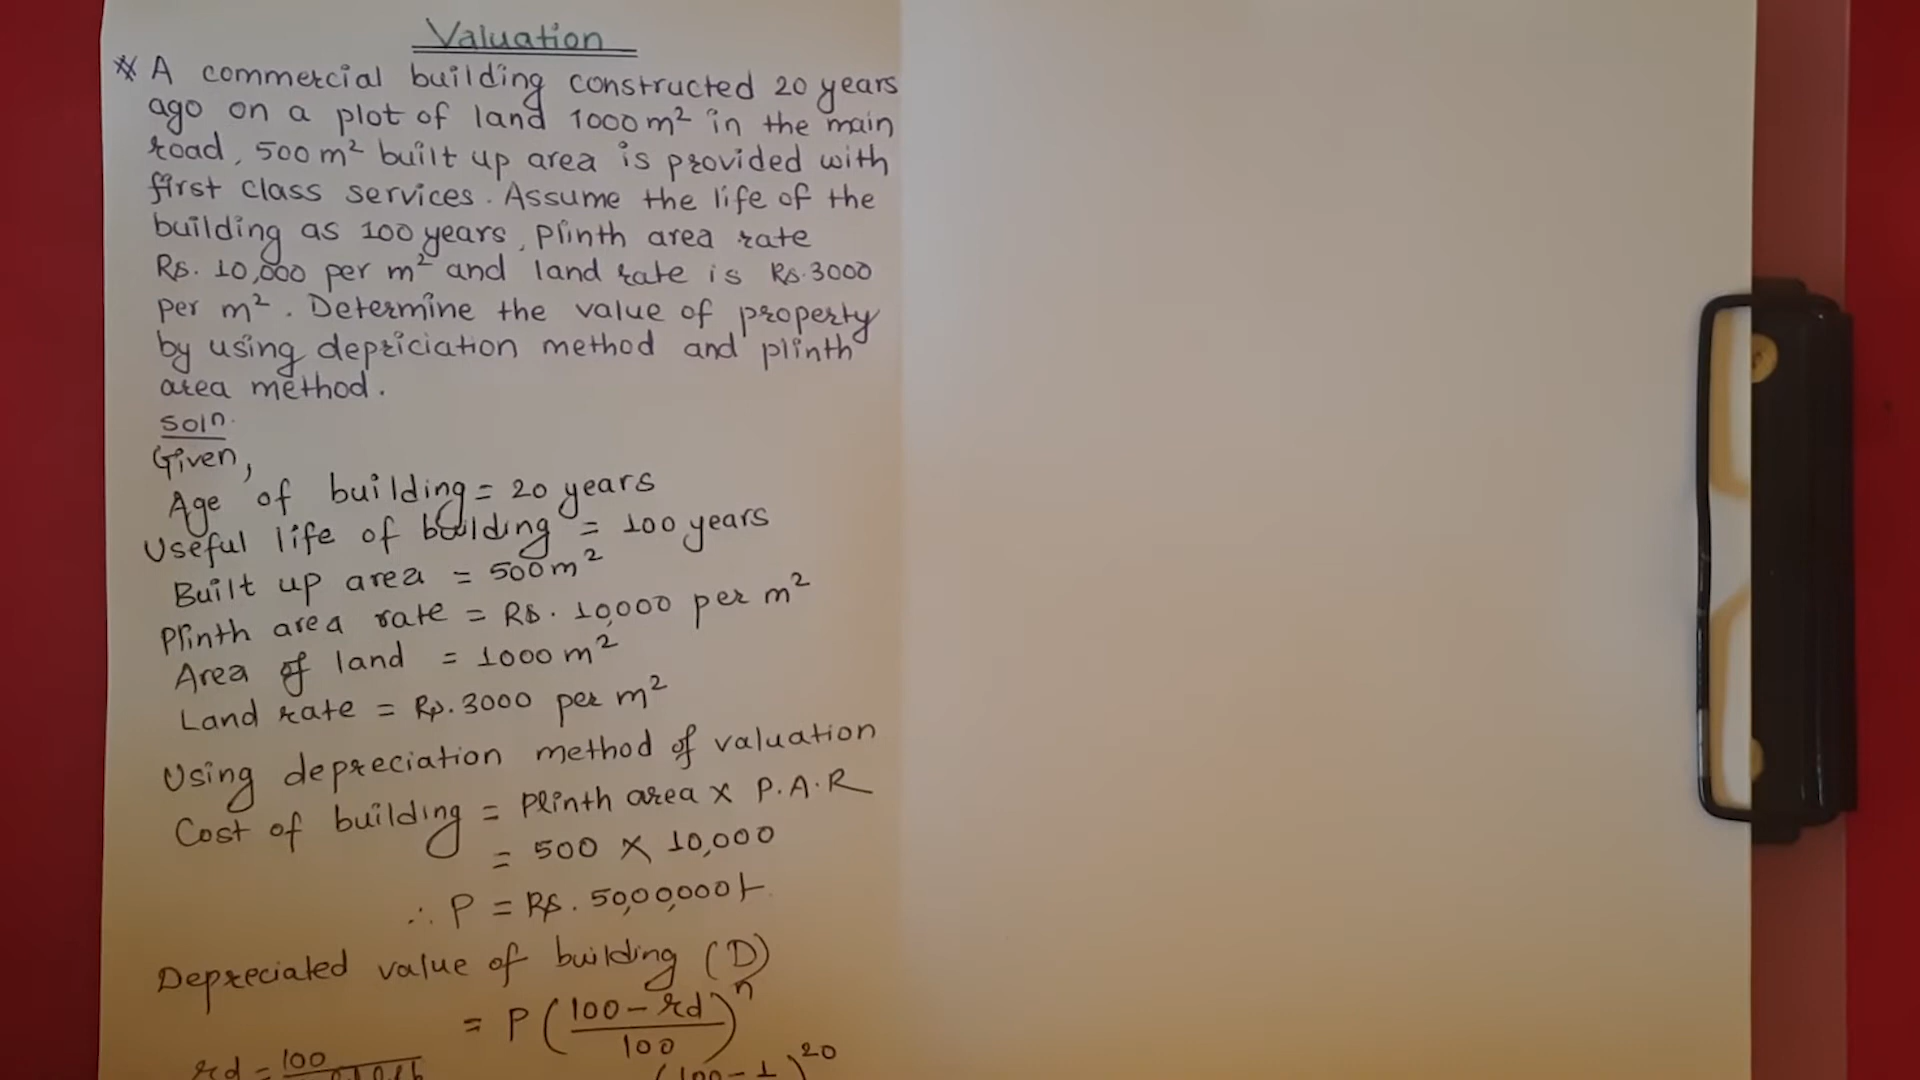 Valuation
* A commercial building constructed 20 years
ago on a plot of land 1000 m² in the main
road, 500 m² built up area is provided with
first class services. Assume the life of the
building as 100 years, Plinth area rate
Rs. 10,000 per m² and land rate is Rs. 3000
per m². Determine the value of property
by using depriciation method and plinth
area method.
Soln.
Given,
Age of building = 20 years
Useful life of building = 100 years
Built up area = 500 m²
Plinth area rate = Rs. 10,000 per m²
Area of land = 1000 m²
Land rate = Rs. 3000 per m²
Using depreciation method of valuation
Cost of building = Plinth area x P.A.R
= 500 x 10,000
∴ P = Rs. 50,00,000/-
Depreciated value of building (D)
= P (100 - rd / 100)ⁿ
rd = 100
(100 - 1)²⁰